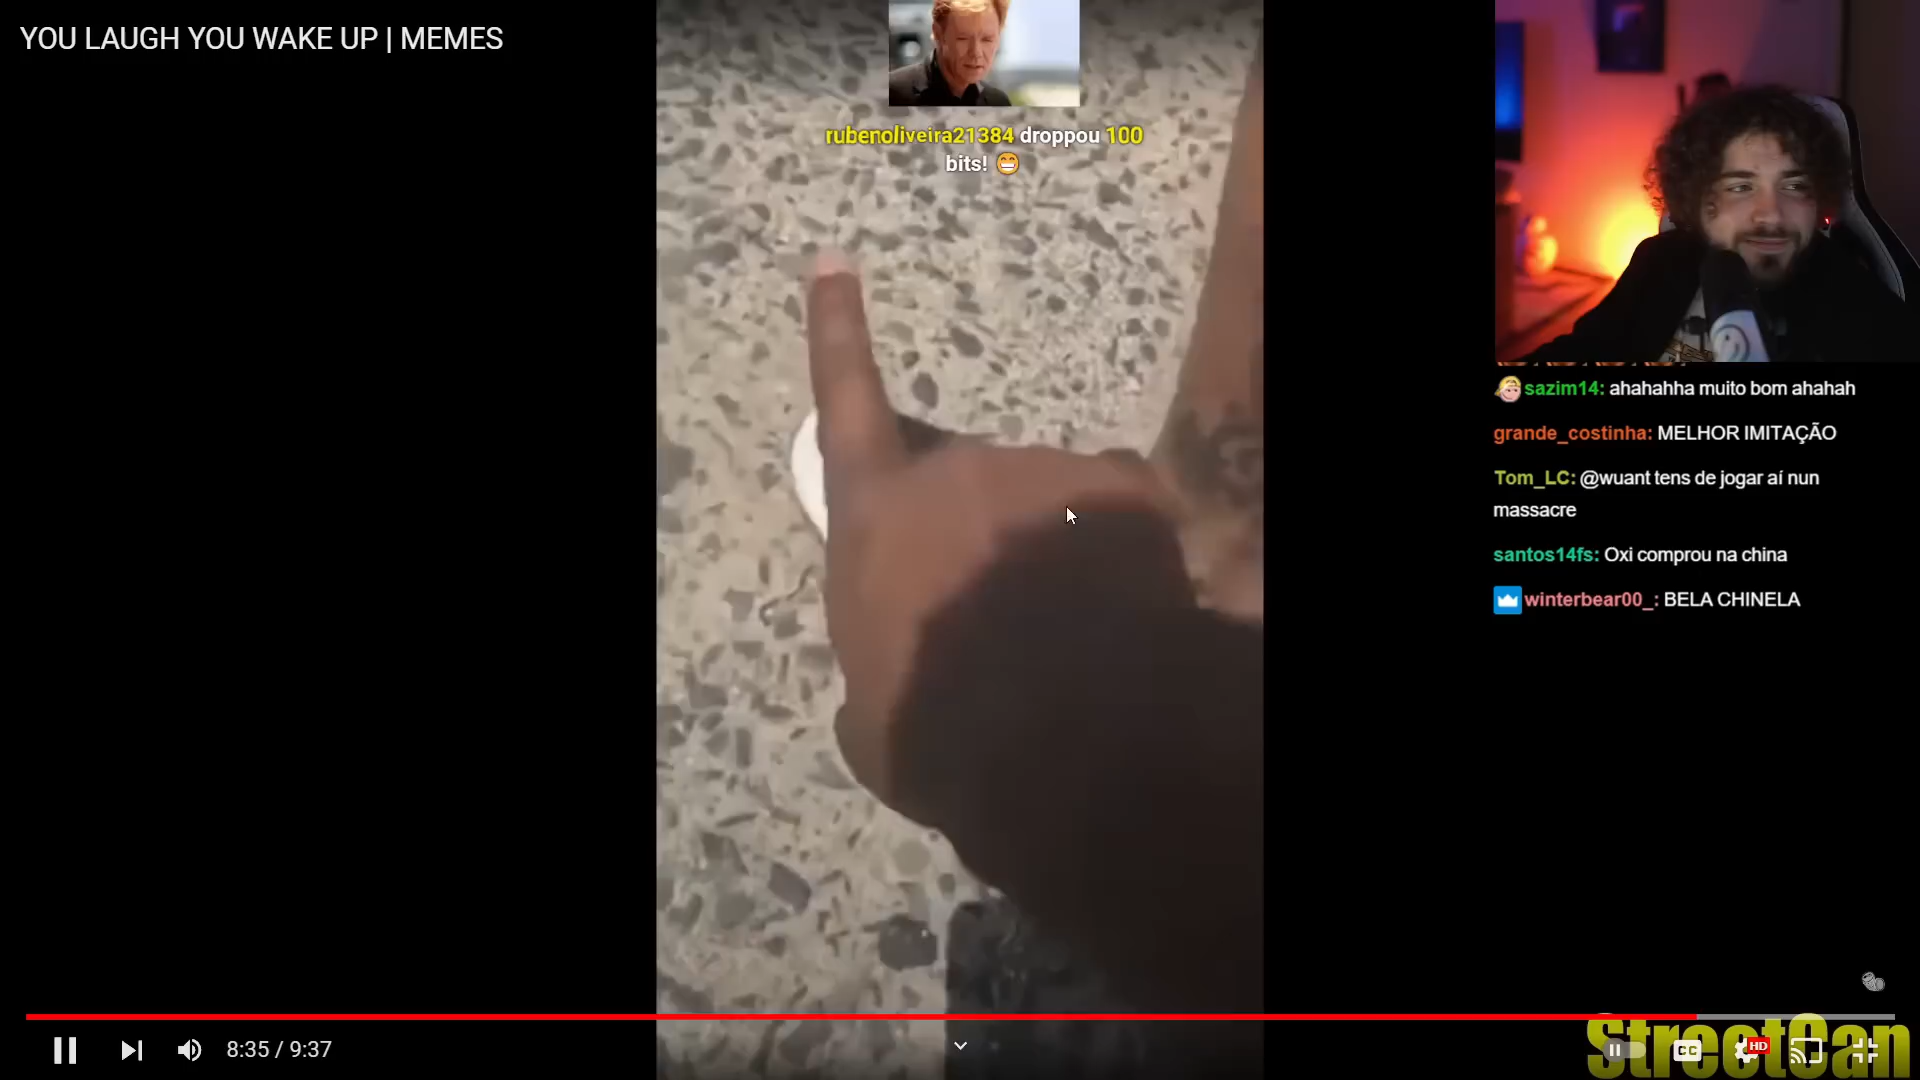 YOU LAUGH YOU WAKE UP | MEMES
rubenoliveira21384 droppou 100
bits! 😁
sazim14: ahahahha muito bom ahahah
grande_costinha: MELHOR IMITAÇÃO
Tom_LC: @wuant tens de jogar aí nun
massacre
santos14fs: Oxi comprou na china
winterbear00_: BELA CHINELA
8:35 / 9:37
StreetCan
CC
HD